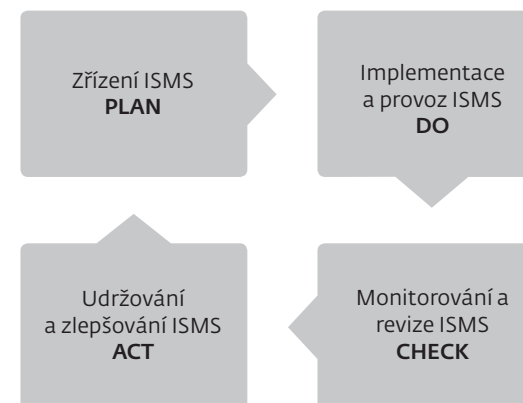 Zřízení ISMS
PLAN
Implementace
a provoz ISMS
DO
Udržování
a zlepšování ISMS
ACT
Monitorování a
revize ISMS
CHECK